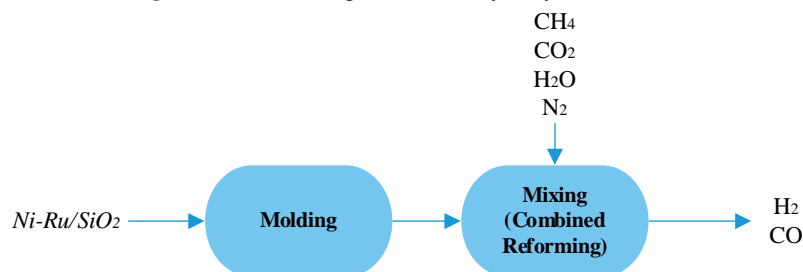 CH4
CO2
H2O
N2
Ni-Ru/SiO2
Molding
Mixing
(Combined
Reforming)
H2
CO